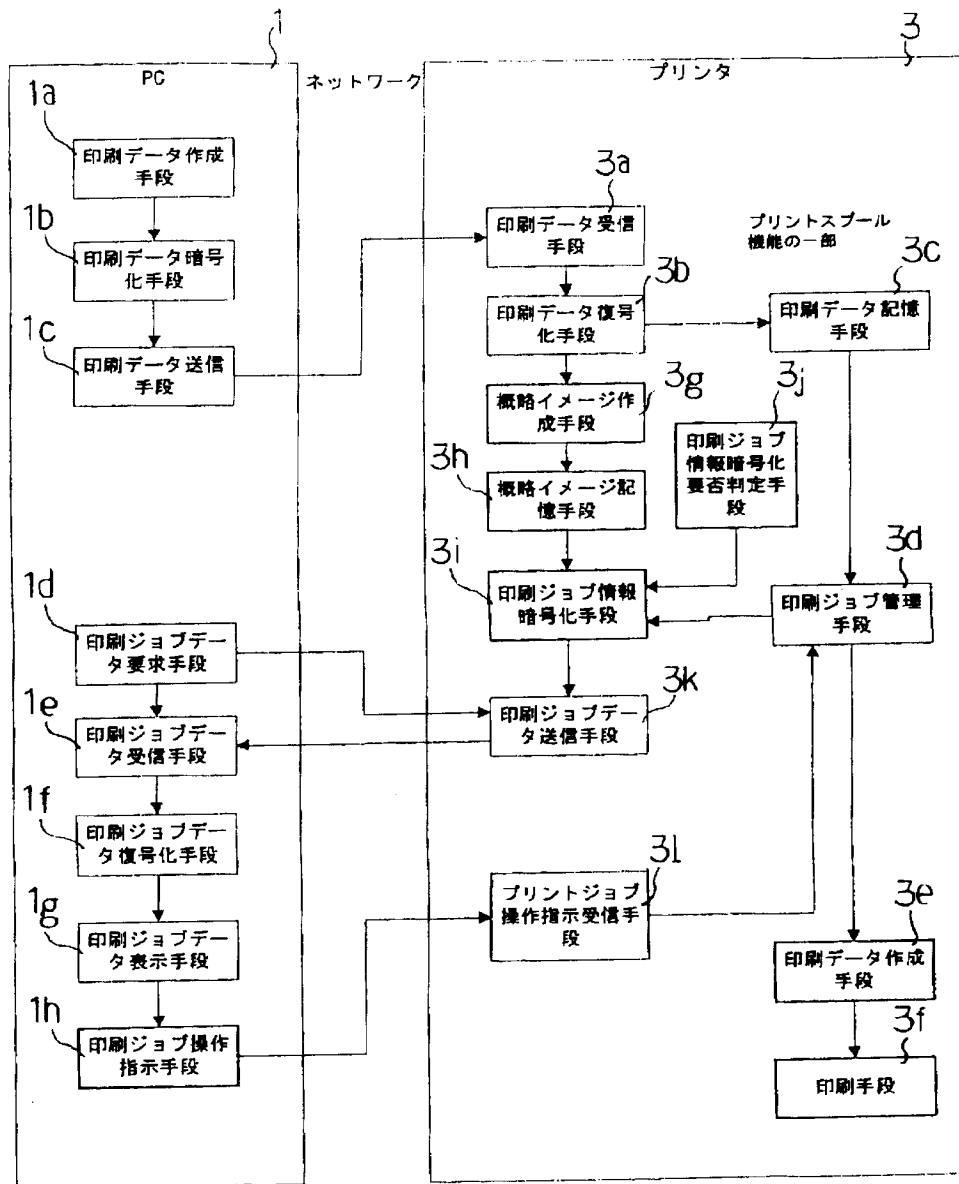 1
3
PC
ネットワーク
プリンタ
1a
印刷データ作成
手段
1b
印刷データ暗号
化手段
1c
印刷データ送信
手段
3a
印刷データ受信
手段
プリントスプール
機能の一部
3b
印刷データ復号
化手段
3c
印刷データ記憶
手段
3g
概略イメージ作
成手段
3j
印刷ジョブ
情報暗号化
要否判定手
段
3h
概略イメージ記
憶手段
3i
印刷ジョブ情報
暗号化手段
3d
印刷ジョブ管理
手段
1d
印刷ジョブデー
タ要求手段
3k
印刷ジョブデー
タ送信手段
1e
印刷ジョブデー
タ受信手段
1f
印刷ジョブデー
タ復号化手段
3l
プリントジョブ
操作指示受信手
段
1g
印刷ジョブデー
タ表示手段
3e
印刷データ作成
手段
1h
印刷ジョブ操作
指示手段
3f
印刷手段